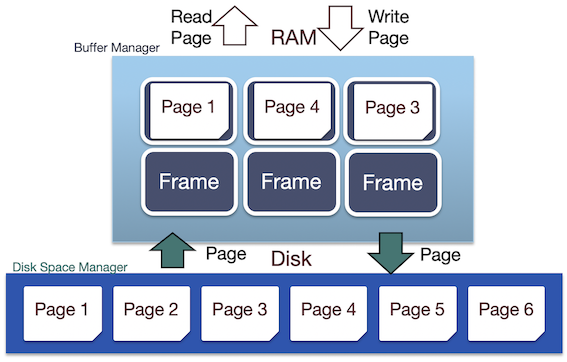 Read
Page
RAM
Write
Page
Buffer Manager
Page 1
Page 4
Page 3
Frame
Frame
Frame
Page
Disk
Page
Disk Space Manager
Page 1
Page 2
Page 3
Page 4
Page 5
Page 6